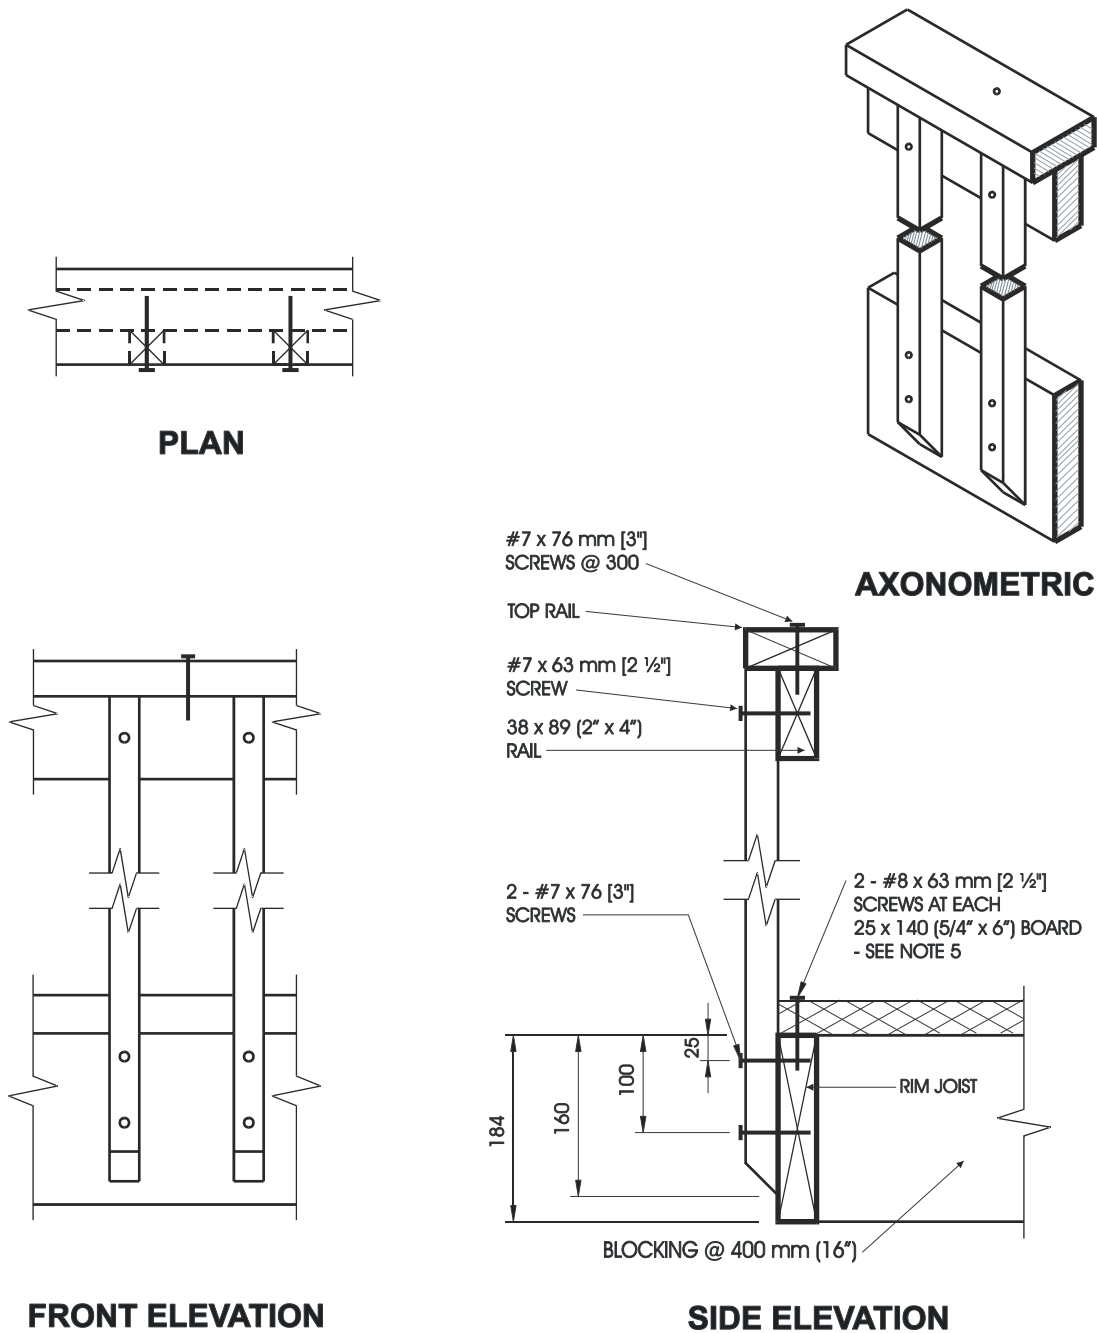 PLAN
AXONOMETRIC
#7 x 76 mm [3"]
SCREWS @ 300
TOP RAIL
#7 x 63 mm [2 ½"]
SCREW
38 x 89 (2" x 4")
RAIL
2 - #7 x 76 [3"]
SCREWS
2 - #8 x 63 mm [2 ½"]
SCREWS AT EACH
25 x 140 (5/4" x 6") BOARD
- SEE NOTE 5
25
100
160
184
RIM JOIST
BLOCKING @ 400 mm (16")
FRONT ELEVATION
SIDE ELEVATION